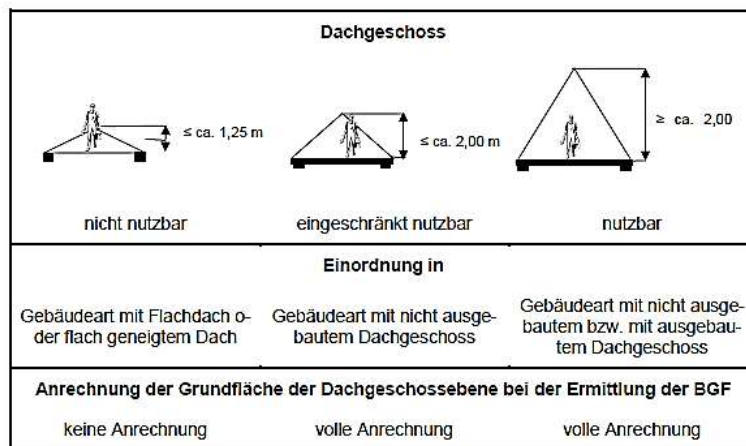 Dachgeschoss
≤ ca. 1,25 m
≤ ca. 2,00 m
≥ ca. 2,00
nicht nutzbar
eingeschränkt nutzbar
nutzbar
Einordnung in
Gebäudeart mit Flachdach o-
der flach geneigtem Dach
Gebäudeart mit nicht ausge-
bautem Dachgeschoss
Gebäudeart mit nicht ausge-
bautem bzw. mit ausgebau-
tem Dachgeschoss
Anrechnung der Grundfläche der Dachgeschossebene bei der Ermittlung der BGF
keine Anrechnung
volle Anrechnung
volle Anrechnung